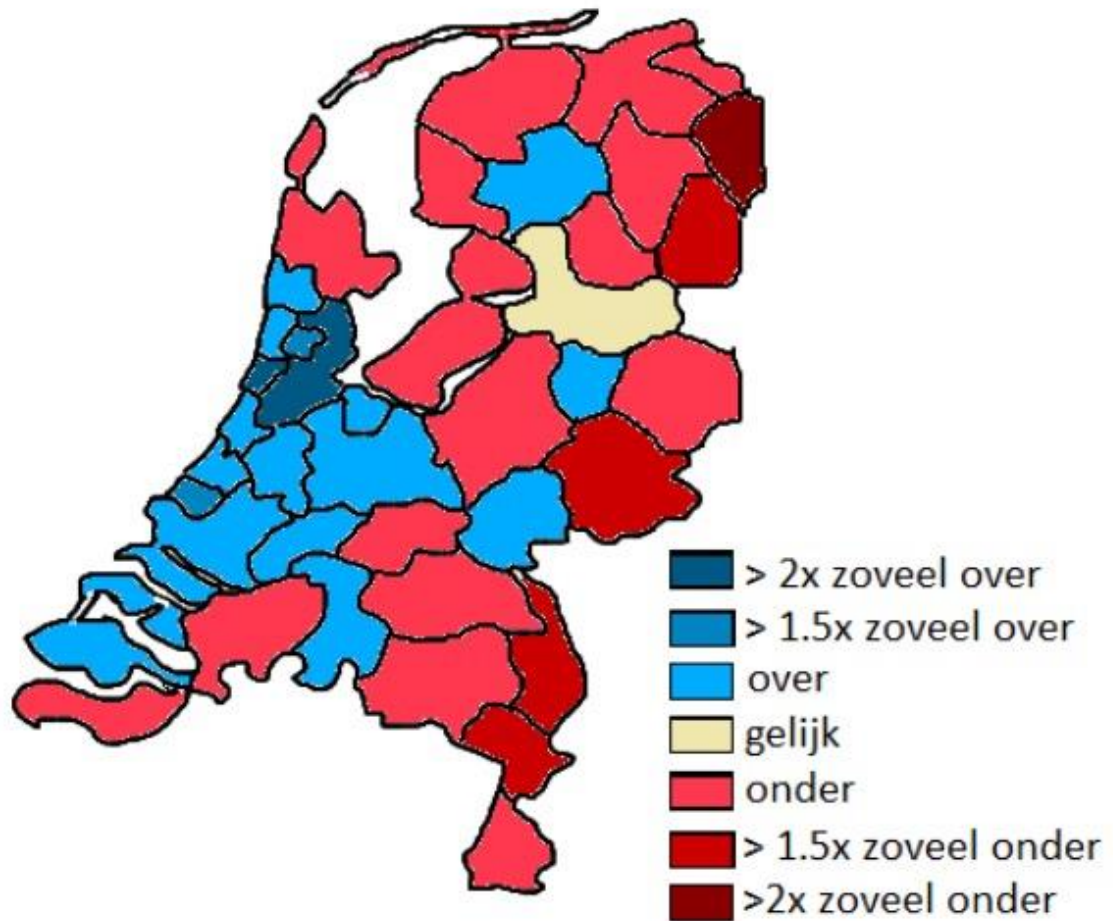 > 2x zoveel over
> 1.5x zoveel over
over
gelijk
onder
> 1.5x zoveel onder
>2x zoveel onder